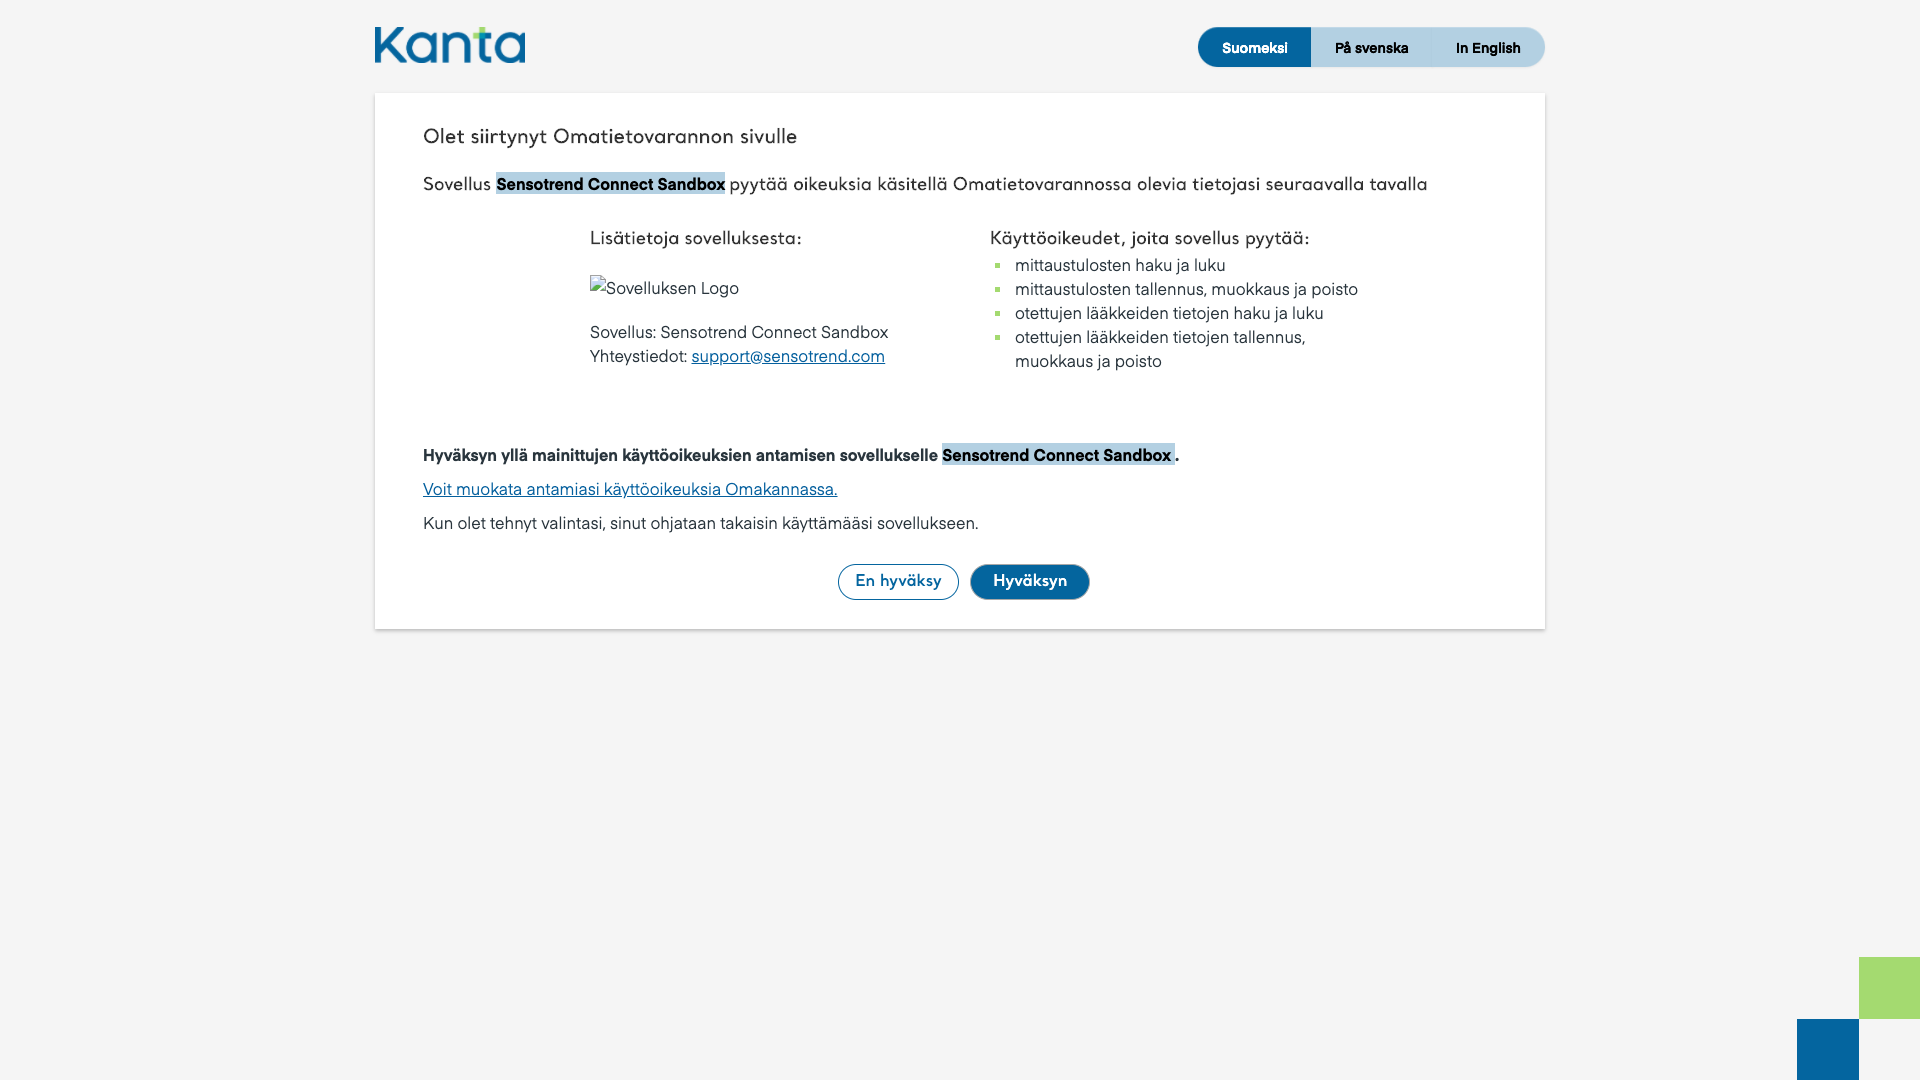 Kanta
Suomeksi
På svenska
In English
Olet siirtynyt Omatietovarannon sivulle
Sovellus Sensotrend Connect Sandbox pyytää oikeuksia käsitellä Omatietovarannossa olevia tietojasi seuraavalla tavalla
Lisätietoja sovelluksesta:
Sovelluksen Logo
Sovellus: Sensotrend Connect Sandbox
Yhteystiedot: support@sensotrend.com
Käyttöoikeudet, joita sovellus pyytää:
mittaustulosten haku ja luku
mittaustulosten tallennus, muokkaus ja poisto
otettujen lääkkeiden tietojen haku ja luku
otettujen lääkkeiden tietojen tallennus,
muokkaus ja poisto
Hyväksyn yllä mainittujen käyttöoikeuksien antamisen sovellukselle Sensotrend Connect Sandbox .
Voit muokata antamiasi käyttöoikeuksia Omakannassa.
Kun olet tehnyt valintasi, sinut ohjataan takaisin käyttämääsi sovellukseen.
En hyväksy
Hyväksyn